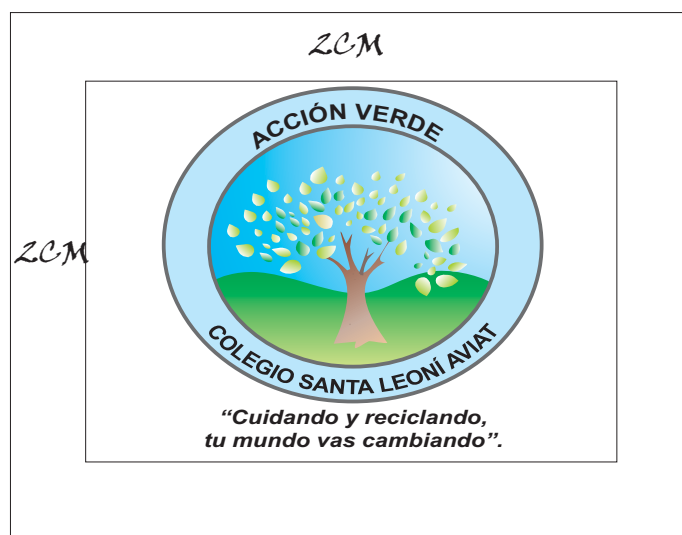 2CM
ACCIÓN VERDE
2CM
COLEGIO SANTA LEONÍ AVIAT
“Cuidando y reciclando,
tu mundo vas cambiando”.